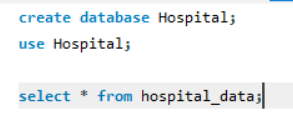 create database Hospital;
use Hospital;
select * from hospital_data;